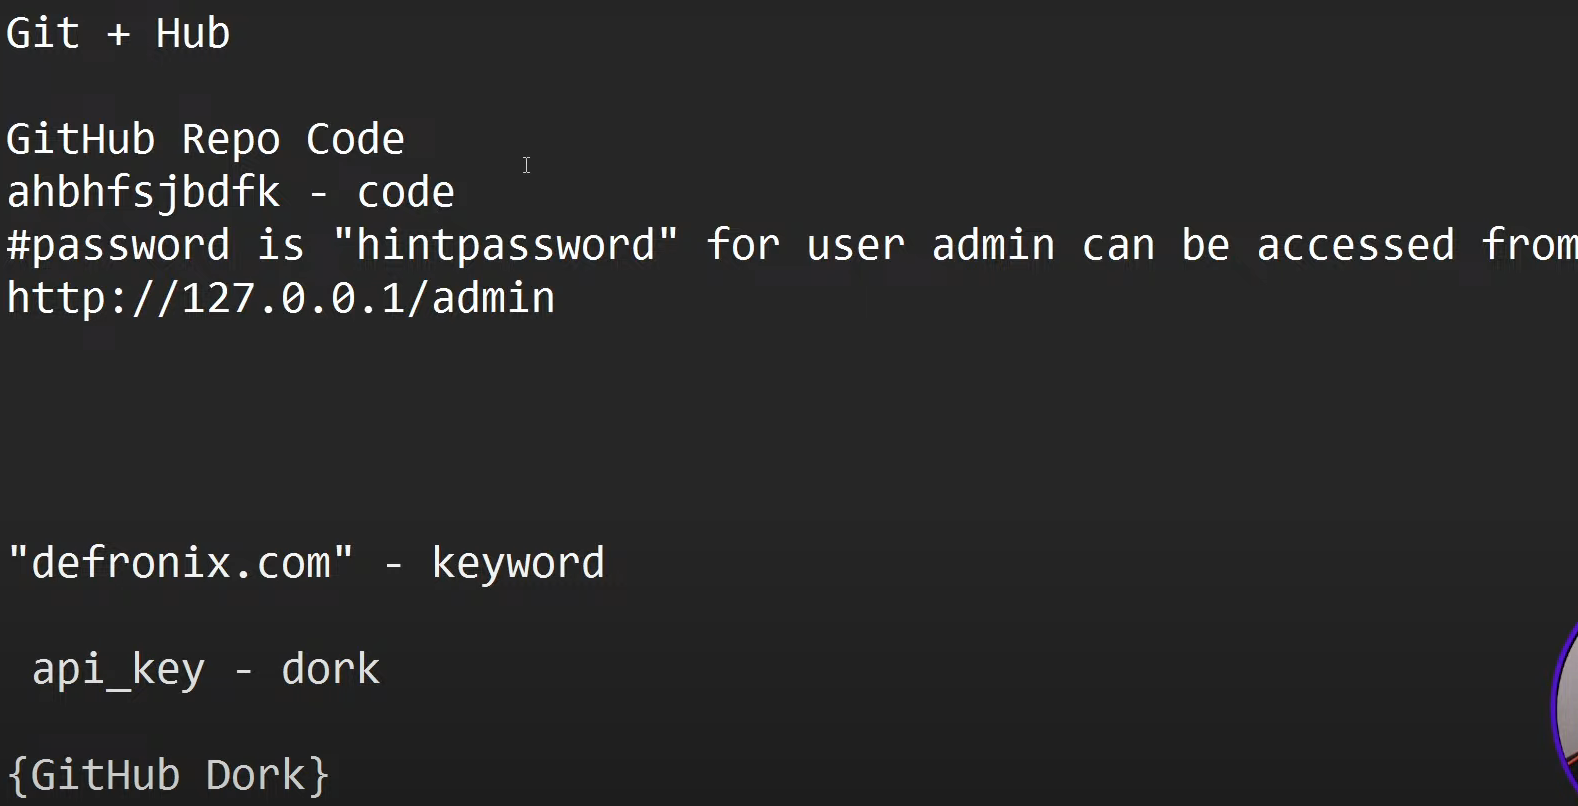 Git + Hub
GitHub Repo Code
ahbhfsjbdfk - code
#password is "hintpassword" for user admin can be accessed from
http://127.0.0.1/admin
"defronix.com" - keyword
api_key - dork
{GitHub Dork}